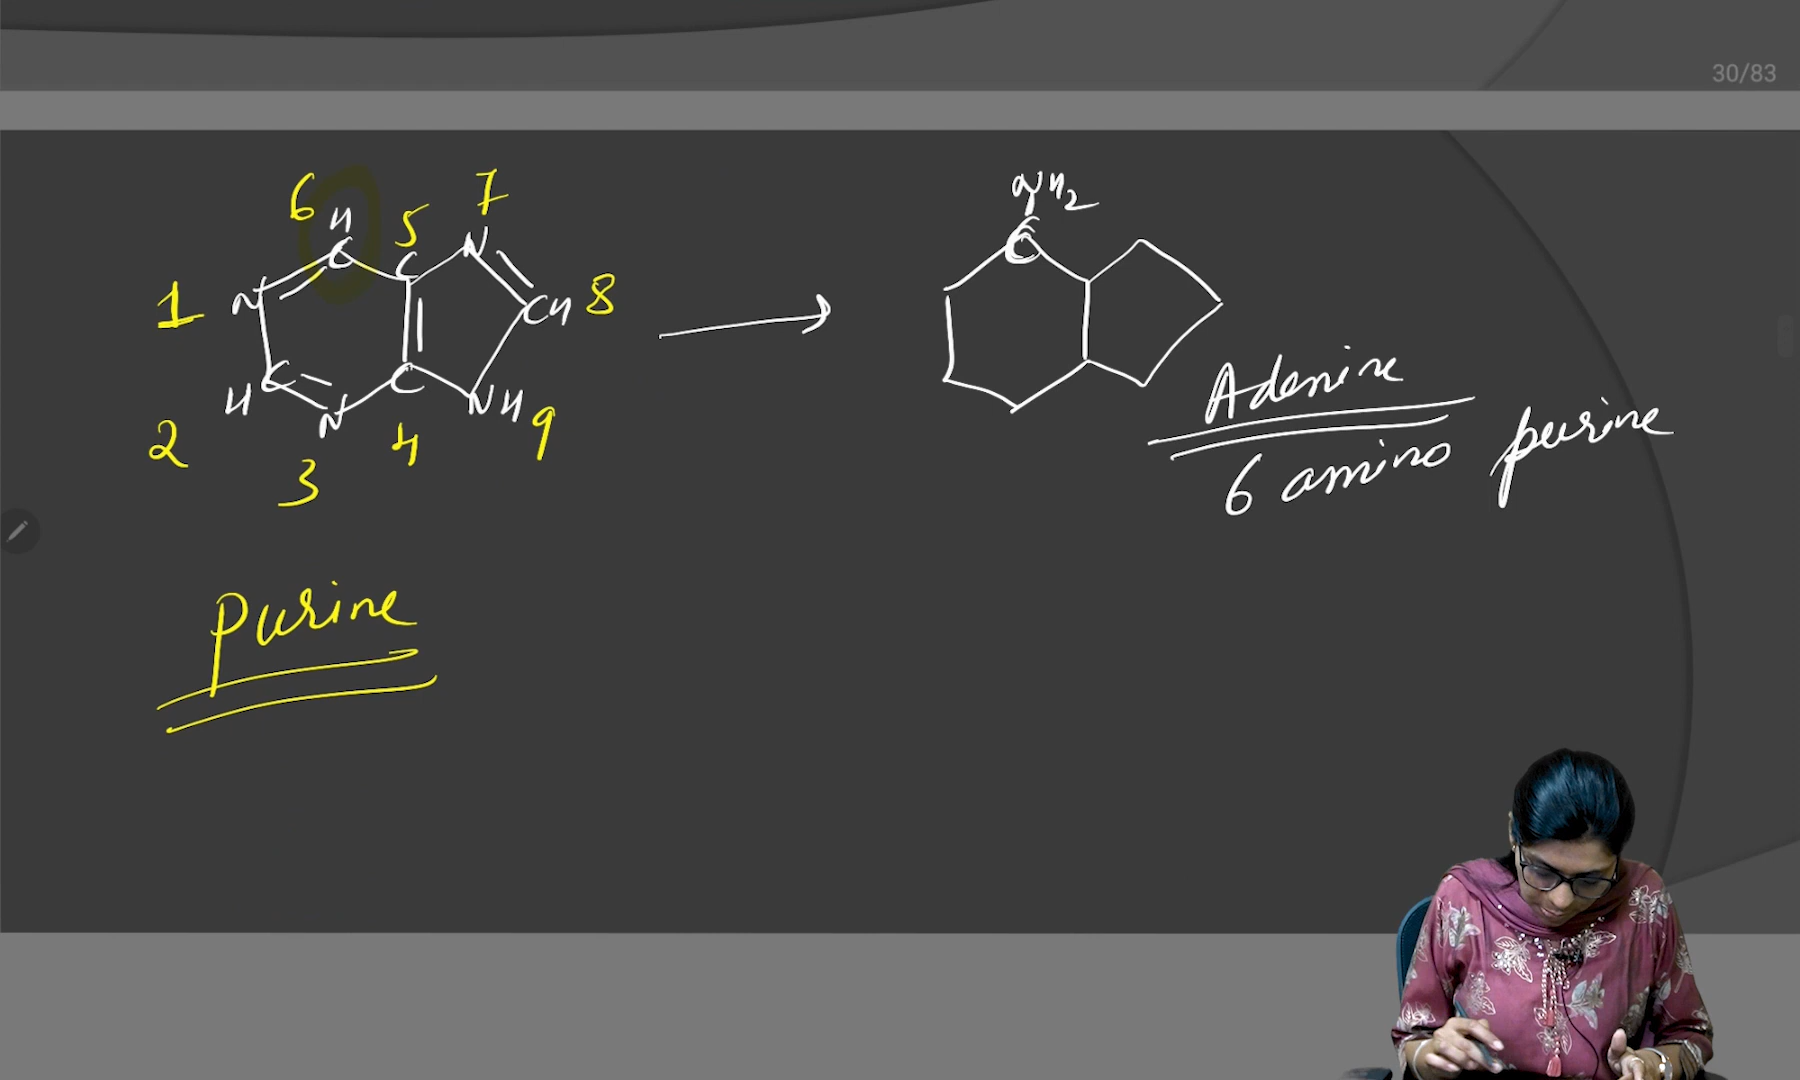 30/83
6 H 5 7
1 N C C N CH 8
NH2
C
H C N C NH 9
2 3 4
Adenine
6 amino purine
Purine